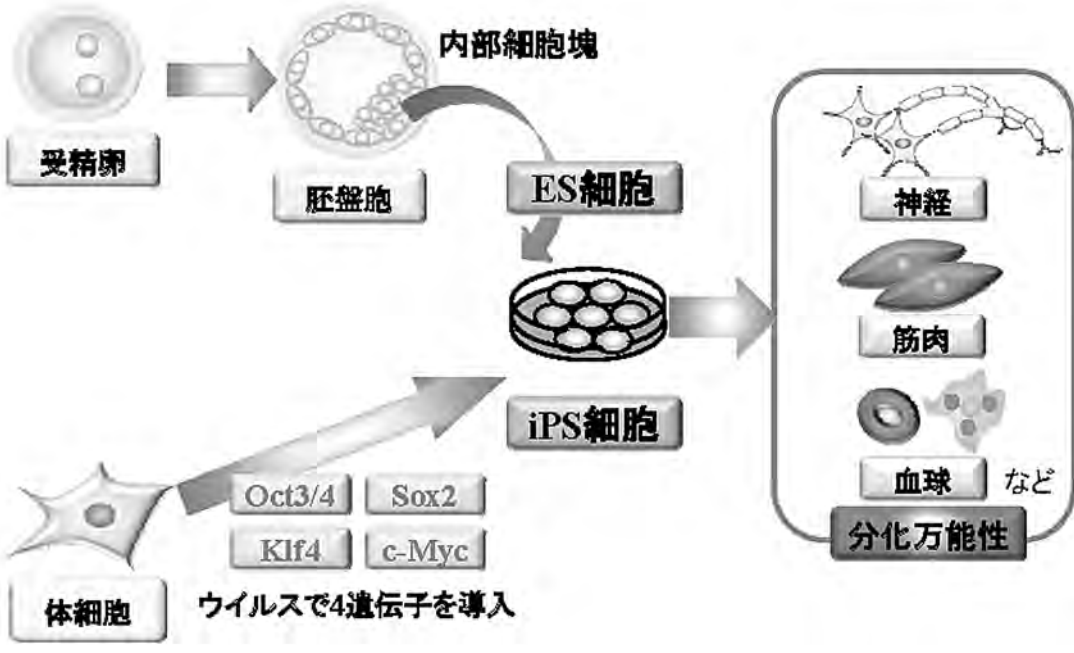 内部細胞塊
受精卵
胚盤胞
ES細胞
神経
筋肉
iPS細胞
Oct3/4
Sox2
Klf4
c-Myc
体細胞
ウイルスで4遺伝子を導入
血球
など
分化万能性